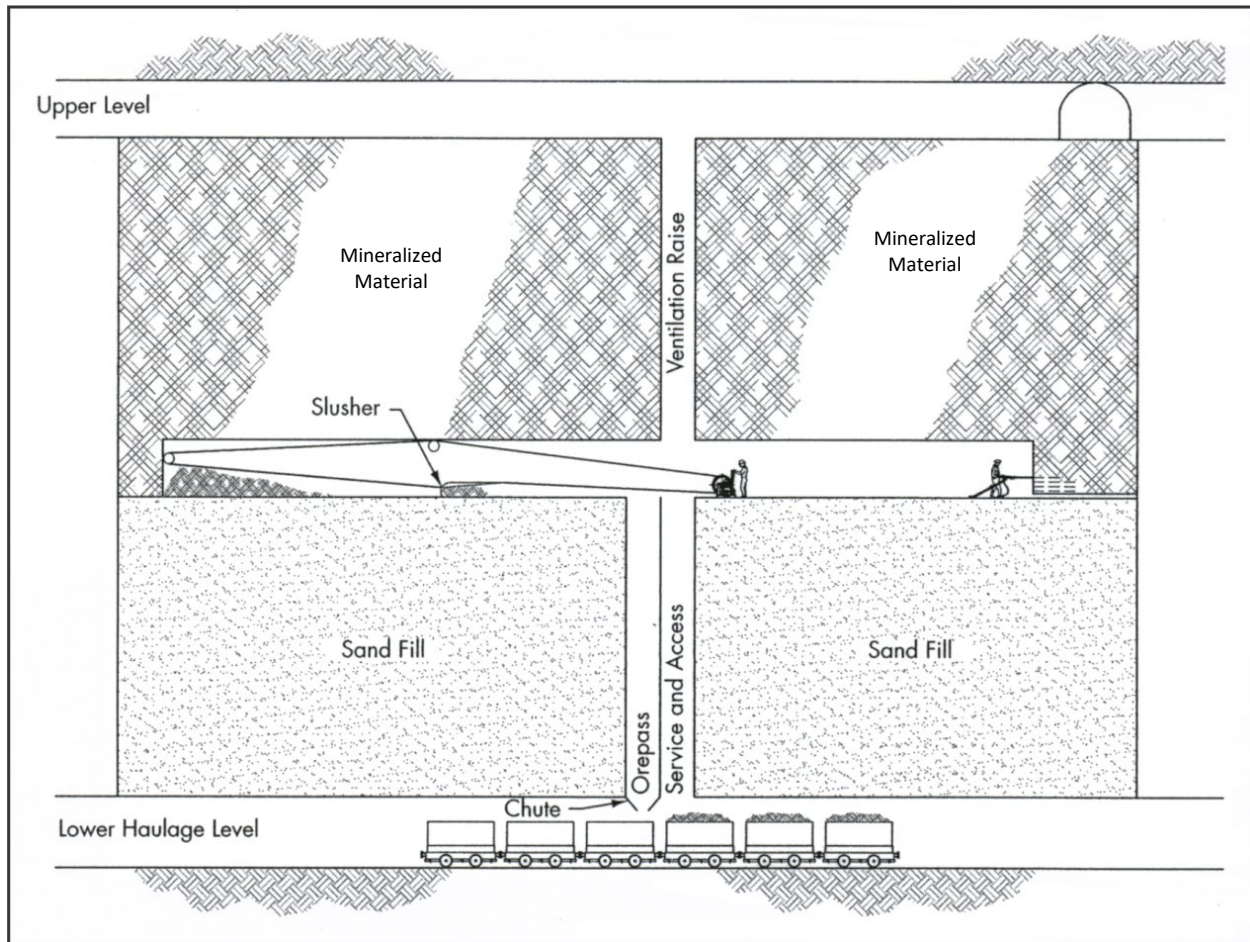 Upper Level
Mineralized
Material
Mineralized
Material
Ventilation Raise
Slusher
Sand Fill
Sand Fill
Orepass
Service and Access
Chute
Lower Haulage Level